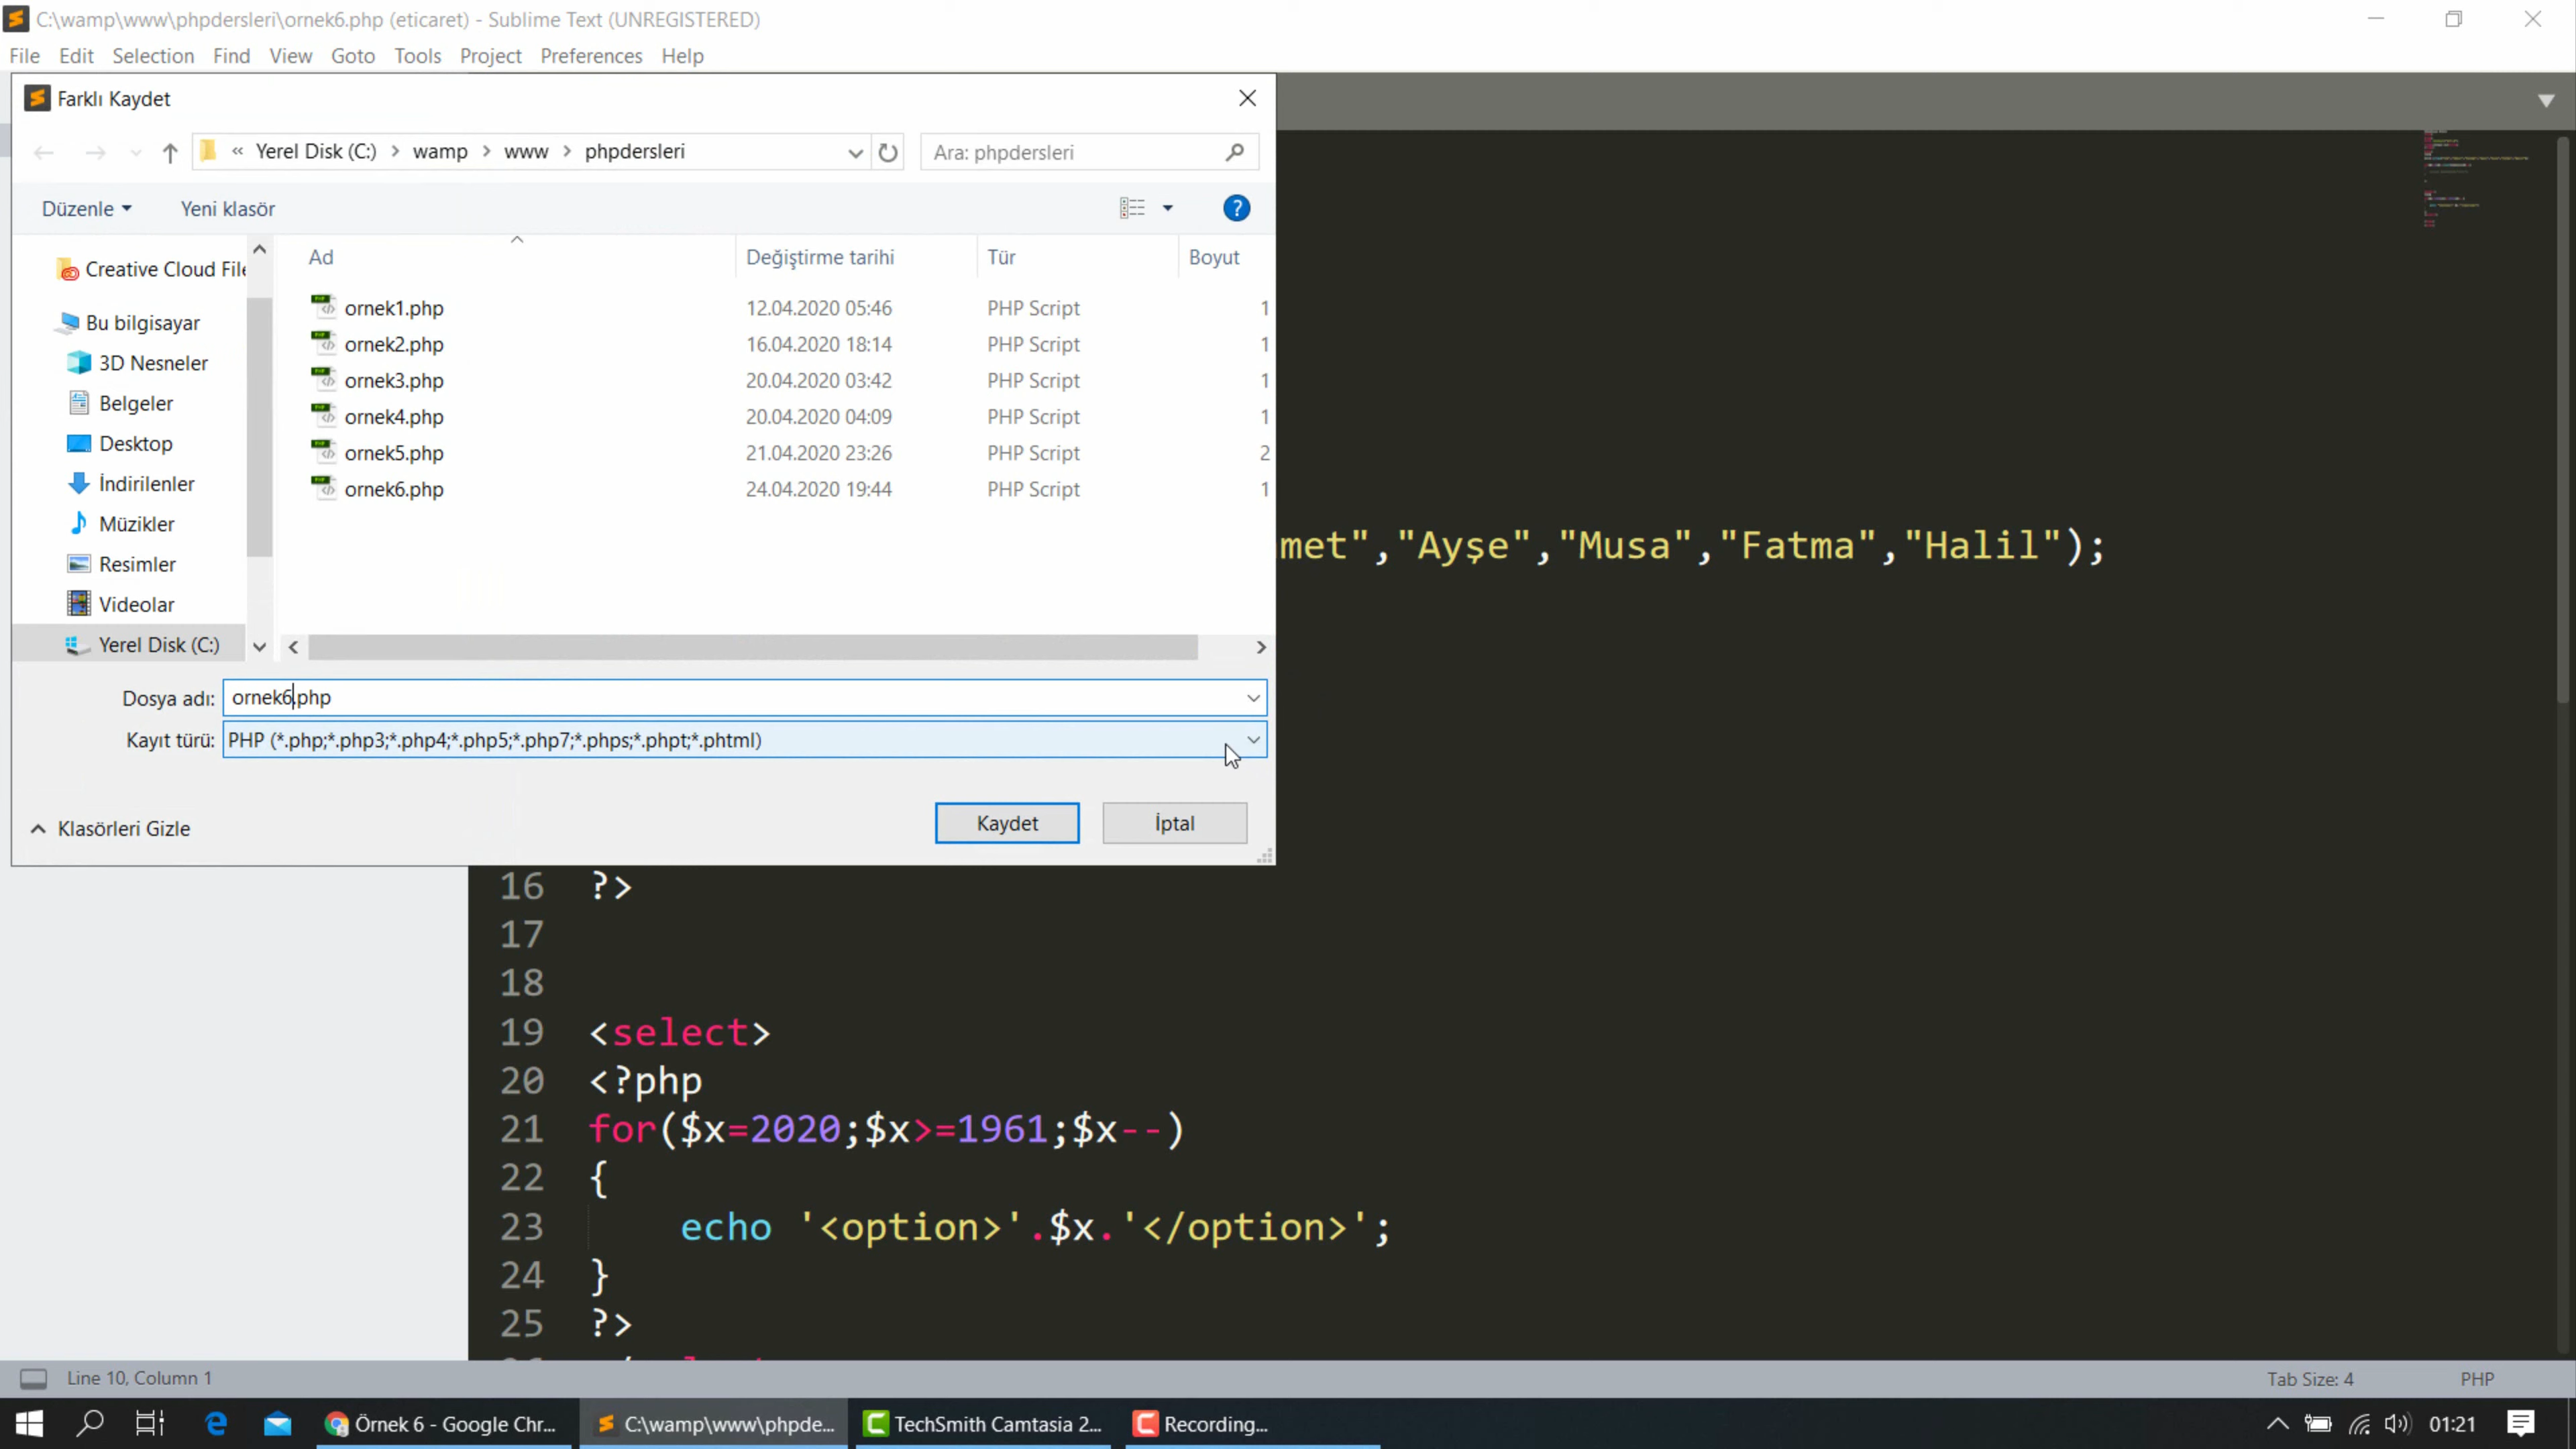 C:\wamp\www\phpdersleri\ornek6.php (eticaret) - Sublime Text (UNREGISTERED)
File Edit Selection Find View Goto Tools Project Preferences Help
Farklı Kaydet
« Yerel Disk (C:) > wamp > www > phpdersleri
Ara: phpdersleri
Düzenle Yeni klasör
Creative Cloud File
Bu bilgisayar
3D Nesneler
Belgeler
Desktop
İndirilenler
Müzikler
Resimler
Videolar
Yerel Disk (C:)
Ad Değiştirme tarihi Tür Boyut
ornek1.php 12.04.2020 05:46 PHP Script 1
ornek2.php 16.04.2020 18:14 PHP Script 1
ornek3.php 20.04.2020 03:42 PHP Script 1
ornek4.php 20.04.2020 04:09 PHP Script 1
ornek5.php 21.04.2020 23:26 PHP Script 2
ornek6.php 24.04.2020 19:44 PHP Script 1
Dosya adı: ornek6.php
Kayıt türü: PHP (*.php;*.php3;*.php4;*.php5;*.php7;*.phps;*.phpt;*.phtml)
Klasörleri Gizle
Kaydet İptal
met","Ayşe","Musa","Fatma","Halil");
16 ?>
17
18
19 <select>
20 <?php
21 for($x=2020;$x>=1961;$x--)
22 {
23 echo '<option>'.$x.'</option>';
24 }
25 ?>
Line 10, Column 1
Tab Size: 4 PHP
Örnek 6 - Google Chr...
C:\wamp\www\phpde...
TechSmith Camtasia 2...
Recording...
01:21